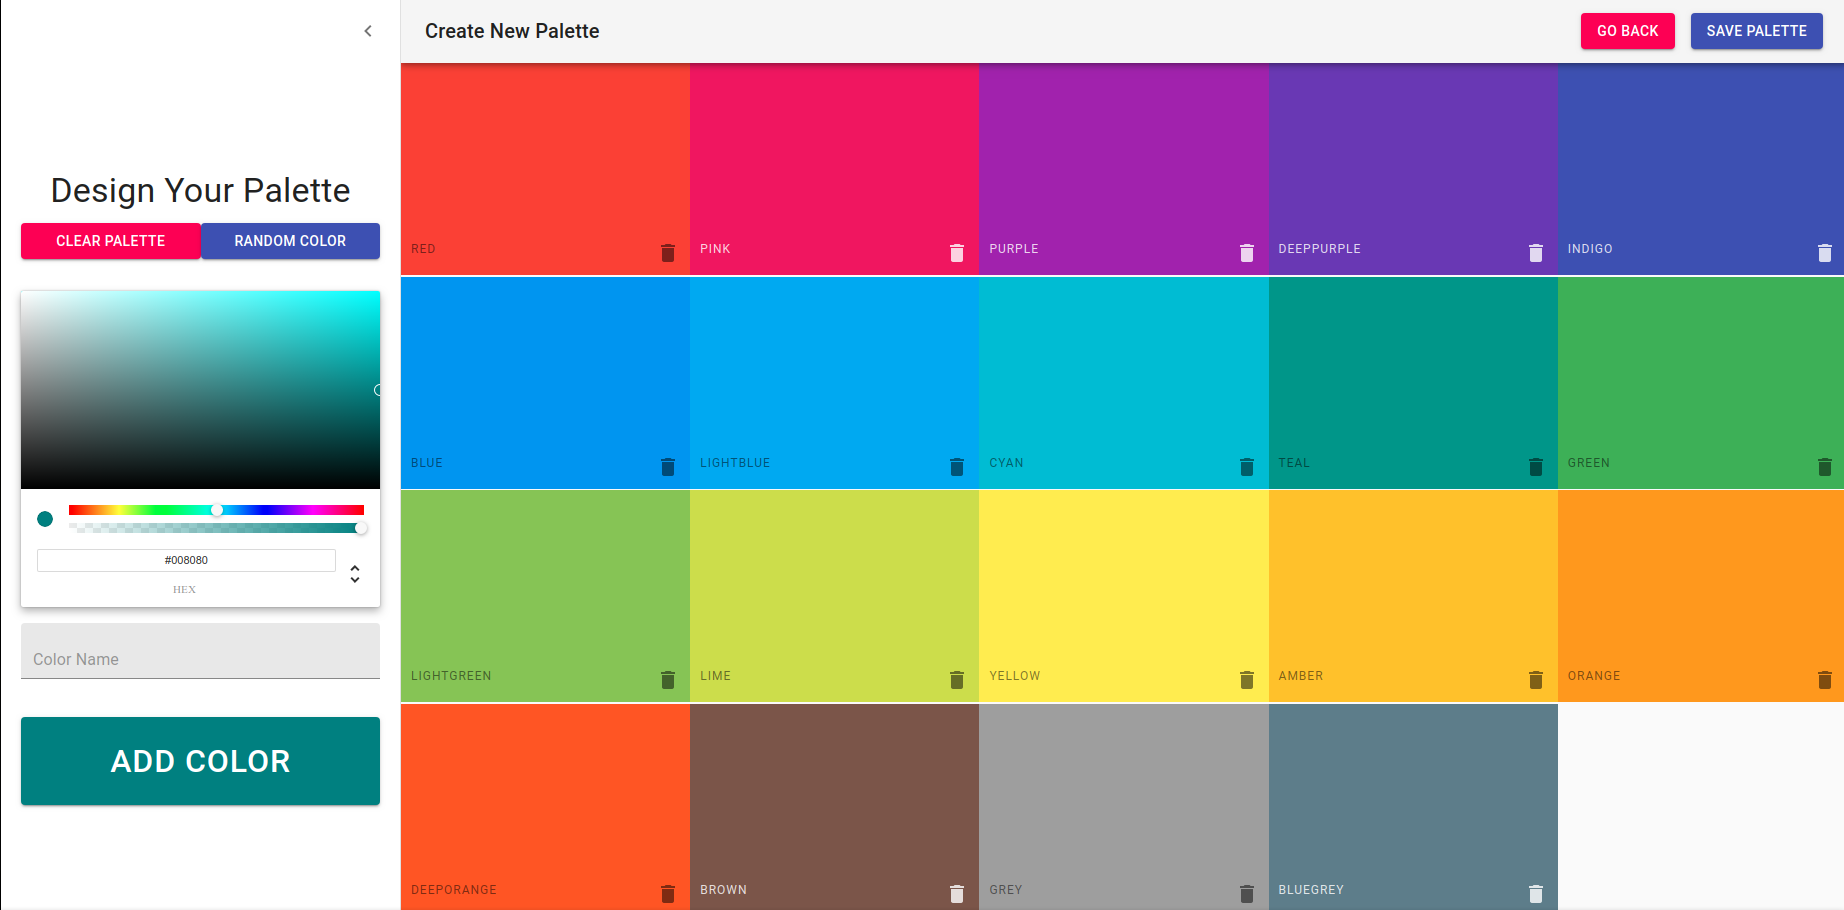 Create New Palette
GO BACK
SAVE PALETTE
Design Your Palette
CLEAR PALETTE
RANDOM COLOR
#008080
HEX
Color Name
ADD COLOR
RED
PINK
PURPLE
DEEPPURPLE
INDIGO
BLUE
LIGHTBLUE
CYAN
TEAL
GREEN
LIGHTGREEN
LIME
YELLOW
AMBER
ORANGE
DEEPORANGE
BROWN
GREY
BLUEGREY